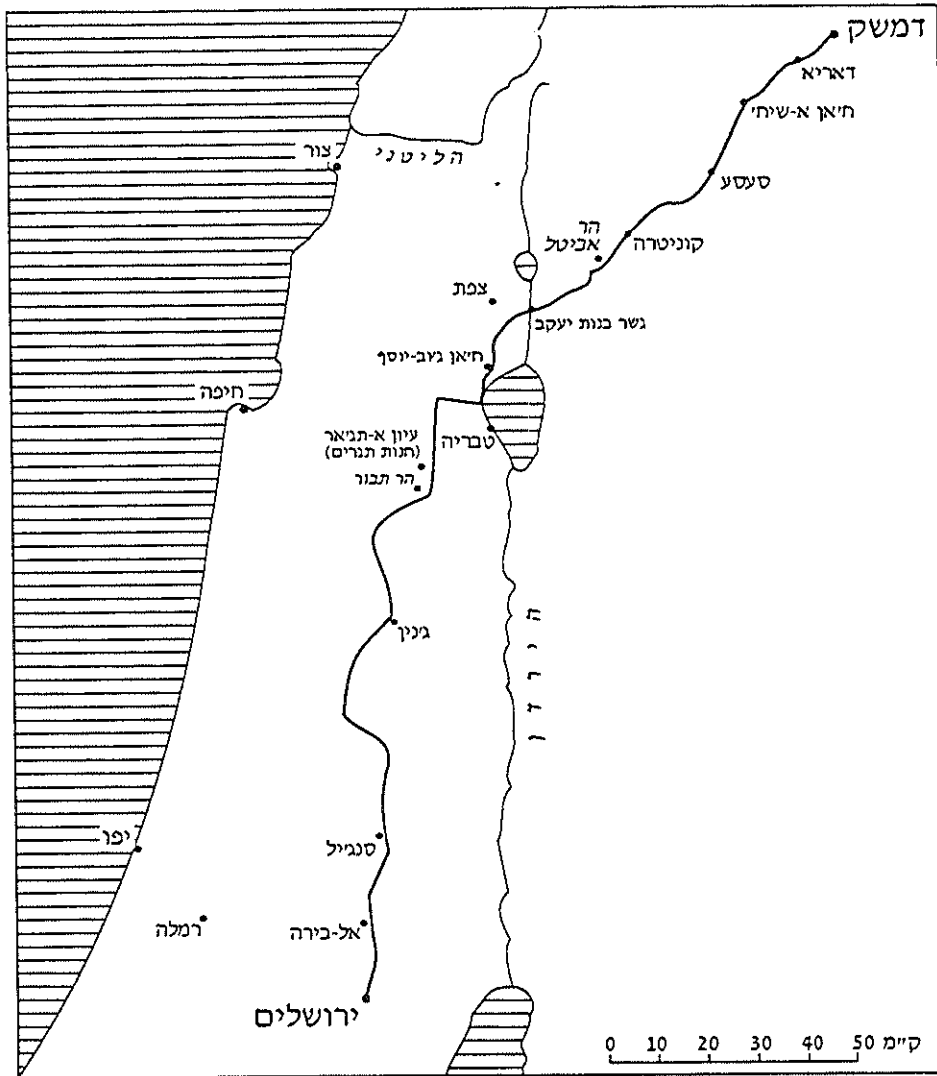 דמשק
דאריא
ח׳אן א-שיח׳
סעסע
קוניטרה
הר
אביטל
הליטני
צור
צפת
גשר בנות יעקב
ח׳אן ג׳וב-יוסף
חיפה
טבריה
עיון א-תג׳אר
(חנות תגרים)
הר תבור
ג׳נין
הירדן
סנג׳יל
יפו
רמלה
אל-בירה
ירושלים
0 10 20 30 40 50 ק״מ